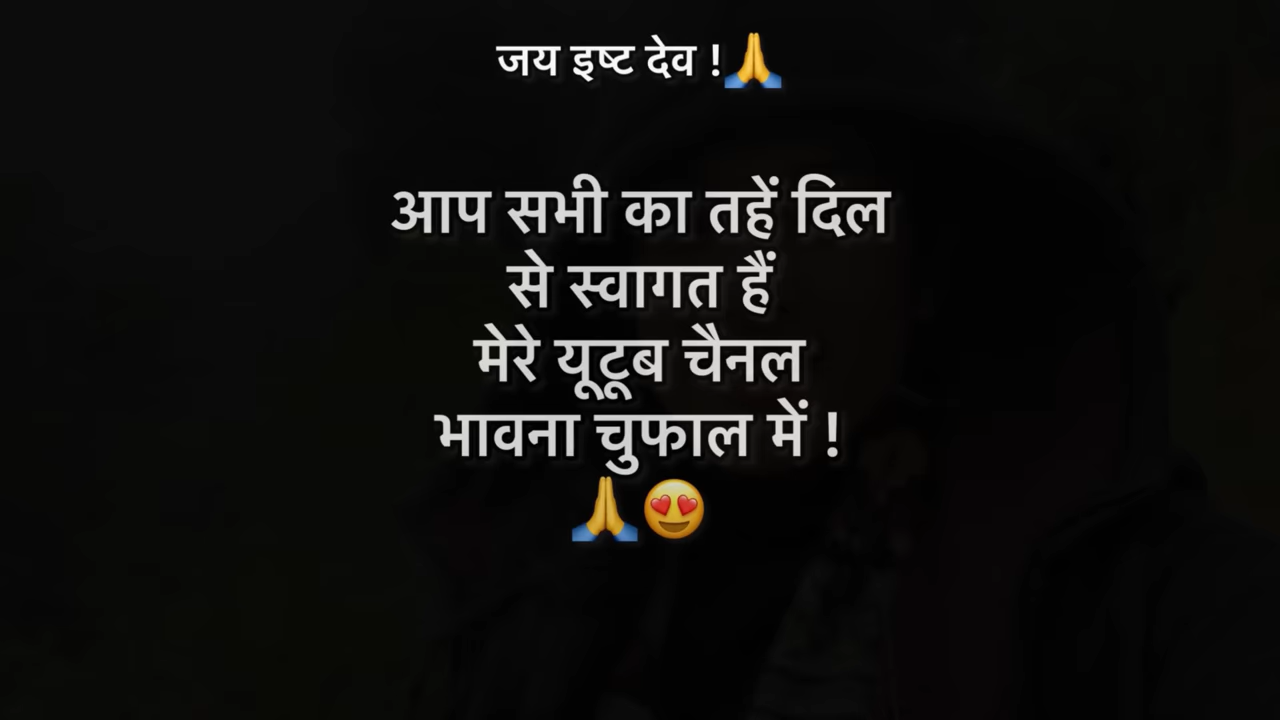 जय इष्ट देव !🙏
आप सभी का तहें दिल
से स्वागत हैं
मेरे यूटूब चैनल
भावना चुफाल में !
🙏😍